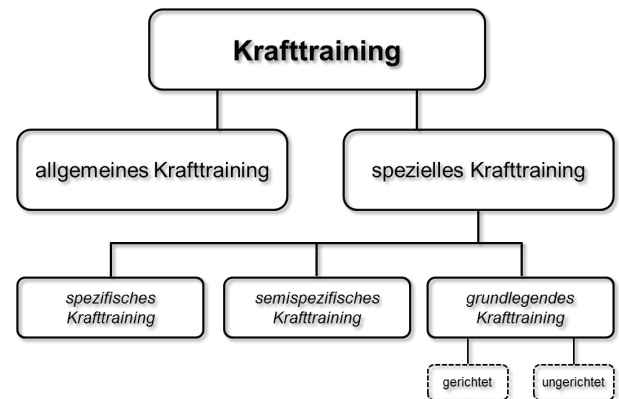 Krafttraining
allgemeines Krafttraining
spezielles Krafttraining
spezifisches
Krafttraining
semispezifisches
Krafttraining
grundlegendes
Krafttraining
gerichtet
ungerichtet